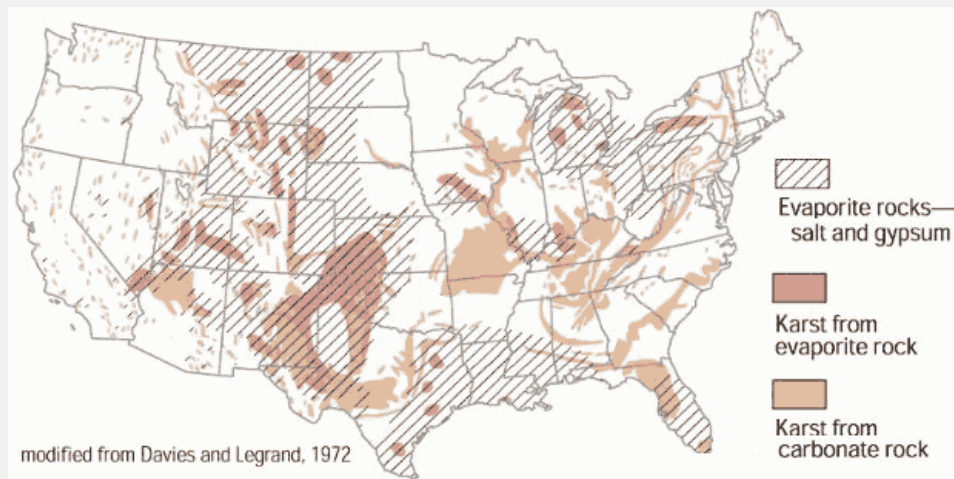 Evaporite rocks—
salt and gypsum
Karst from
evaporite rock
Karst from
carbonate rock
modified from Davies and Legrand, 1972